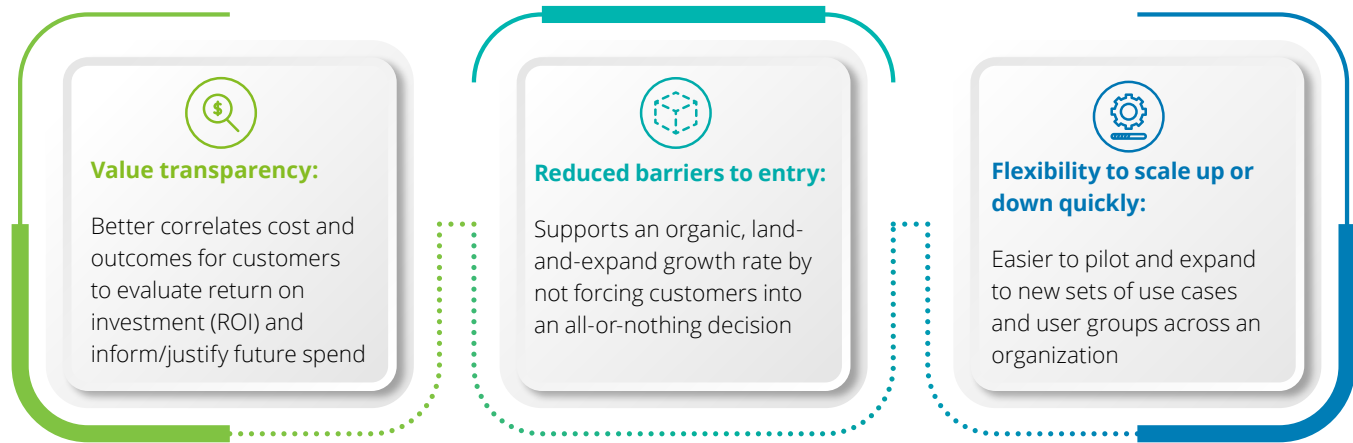 $
Value transparency:
Better correlates cost and
outcomes for customers
to evaluate return on
investment (ROI) and
inform/justify future spend
Reduced barriers to entry:
Supports an organic, land-
and-expand growth rate by
not forcing customers into
an all-or-nothing decision
Flexibility to scale up or
down quickly:
Easier to pilot and expand
to new sets of use cases
and user groups across an
organization